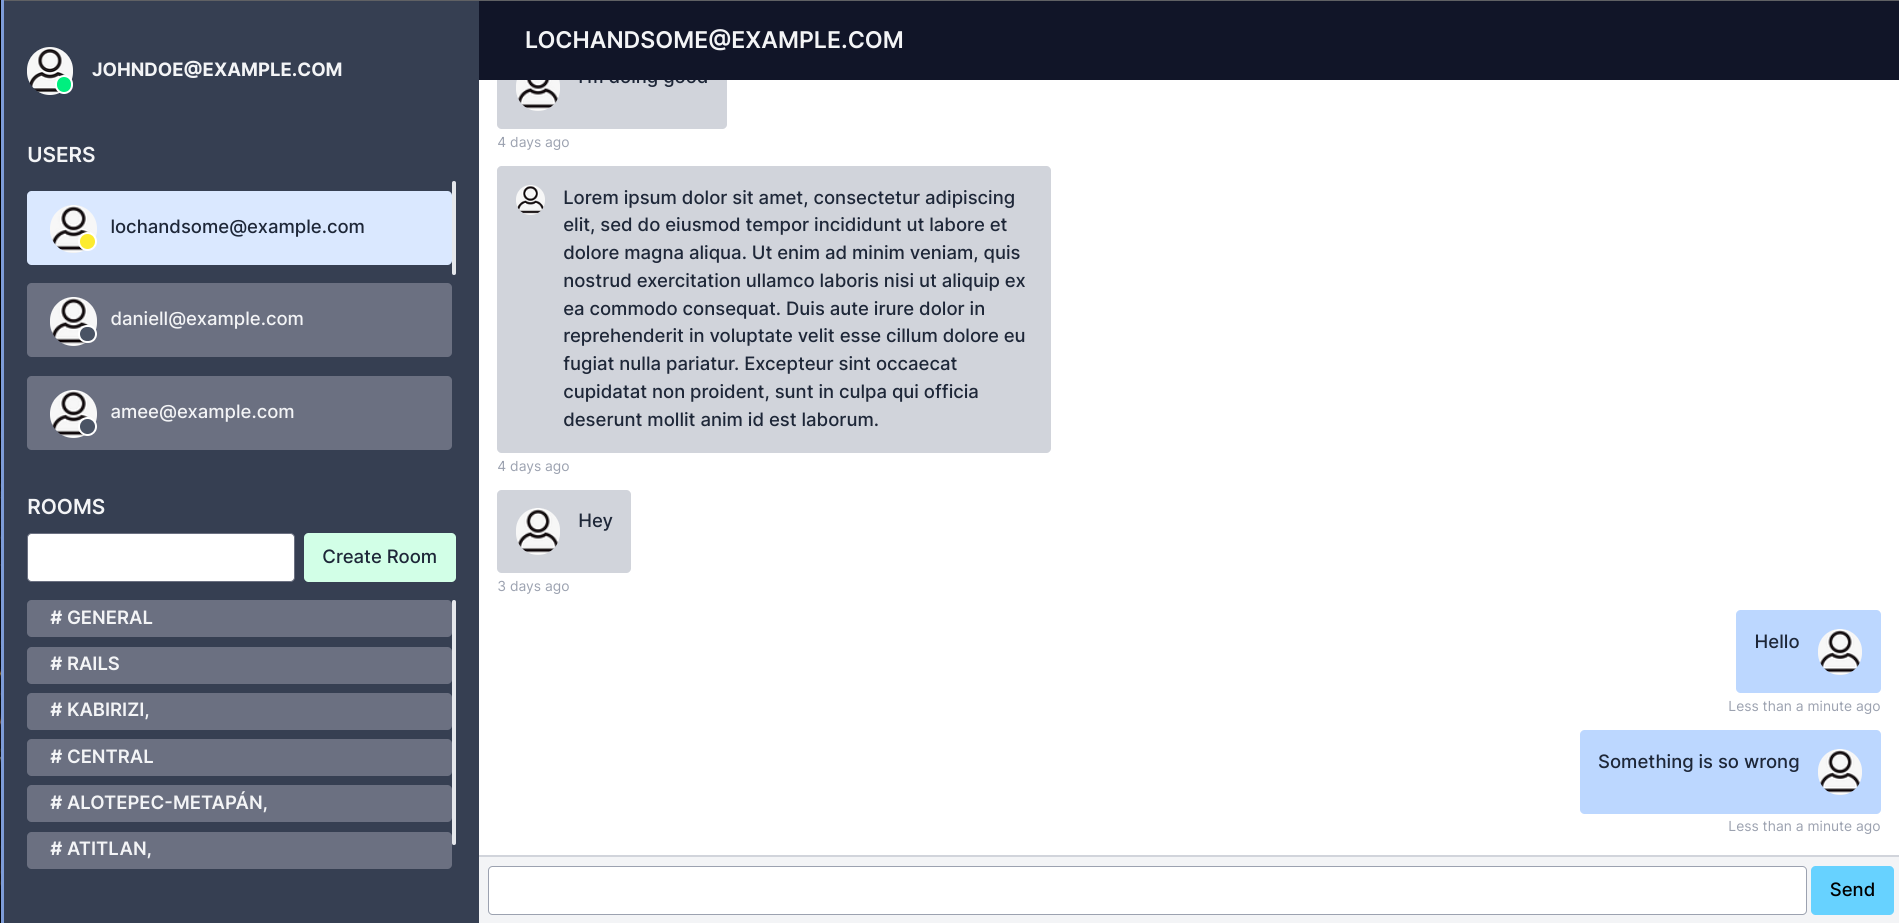 JOHNDOE@EXAMPLE.COM
USERS
lochandsome@example.com
daniell@example.com
amee@example.com
ROOMS
Create Room
# GENERAL
# RAILS
# KABIRIZI,
# CENTRAL
# ALOTEPEC-METAPÁN,
# ATITLAN,
LOCHANDSOME@EXAMPLE.COM
I'm doing good
4 days ago
Lorem ipsum dolor sit amet, consectetur adipiscing
elit, sed do eiusmod tempor incididunt ut labore et
dolore magna aliqua. Ut enim ad minim veniam, quis
nostrud exercitation ullamco laboris nisi ut aliquip ex
ea commodo consequat. Duis aute irure dolor in
reprehenderit in voluptate velit esse cillum dolore eu
fugiat nulla pariatur. Excepteur sint occaecat
cupidatat non proident, sunt in culpa qui officia
deserunt mollit anim id est laborum.
4 days ago
Hey
3 days ago
Hello
Less than a minute ago
Something is so wrong
Less than a minute ago
Send